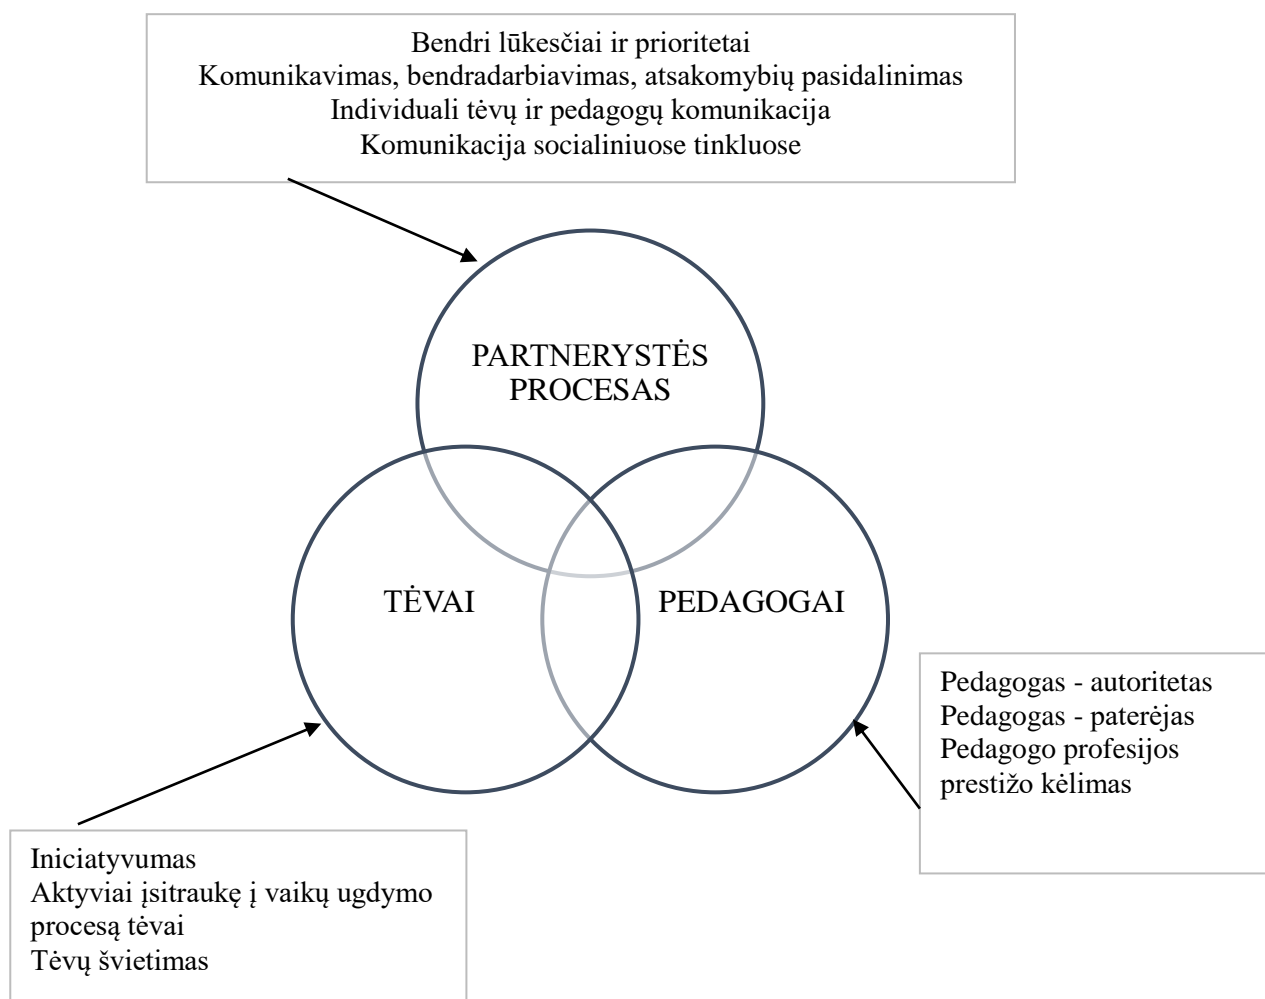 Bendri lūkesčiai ir prioritetai
Komunikavimas, bendradarbiavimas, atsakomybių pasidalinimas
Individuali tėvų ir pedagogų komunikacija
Komunikacija socialiniuose tinkluose
PARTNERYSTĖS
PROCESAS
TĖVAI
PEDAGOGAI
Pedagogas - autoritetas
Pedagogas - paterėjas
Pedagogo profesijos
prestižo kėlimas
Iniciatyvumas
Aktyviai įsitraukę į vaikų ugdymo
procesą tėvai
Tėvų švietimas